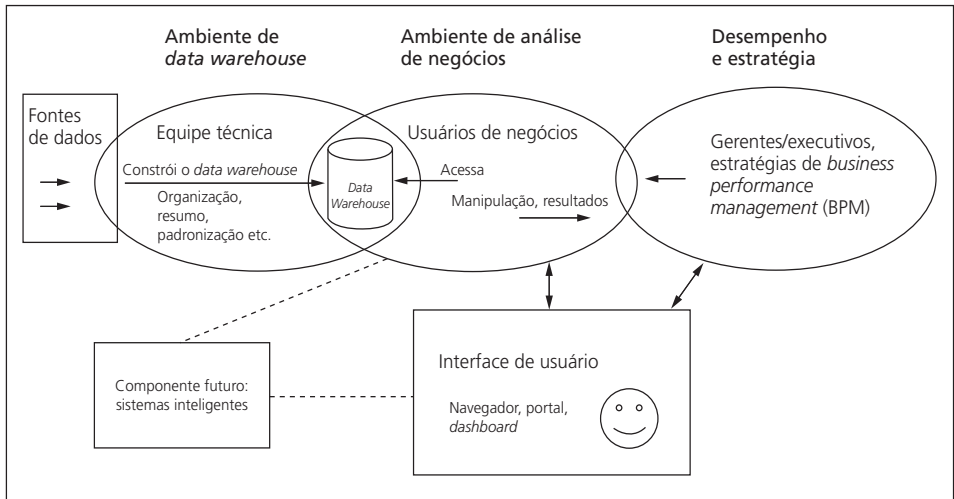 Ambiente de
data warehouse
Ambiente de análise
de negócios
Desempenho
e estratégia
Fontes
de dados
Equipe técnica
Constrói o data warehouse
Organização,
resumo,
padronização etc.
Data
Warehouse
Usuários de negócios
Acessa
Manipulação, resultados
Gerentes/executivos,
estratégias de business
performance
management (BPM)
Componente futuro:
sistemas inteligentes
Interface de usuário
Navegador, portal,
dashboard